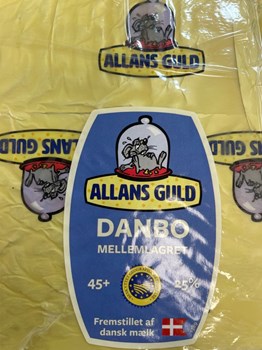 ALLANS GULD
ALLANS GULD
ALLANS GULD
ALLANS GULD
DANBO
MELLEMLAGRET
45+ 25%
Fremstillet af
dansk mælk